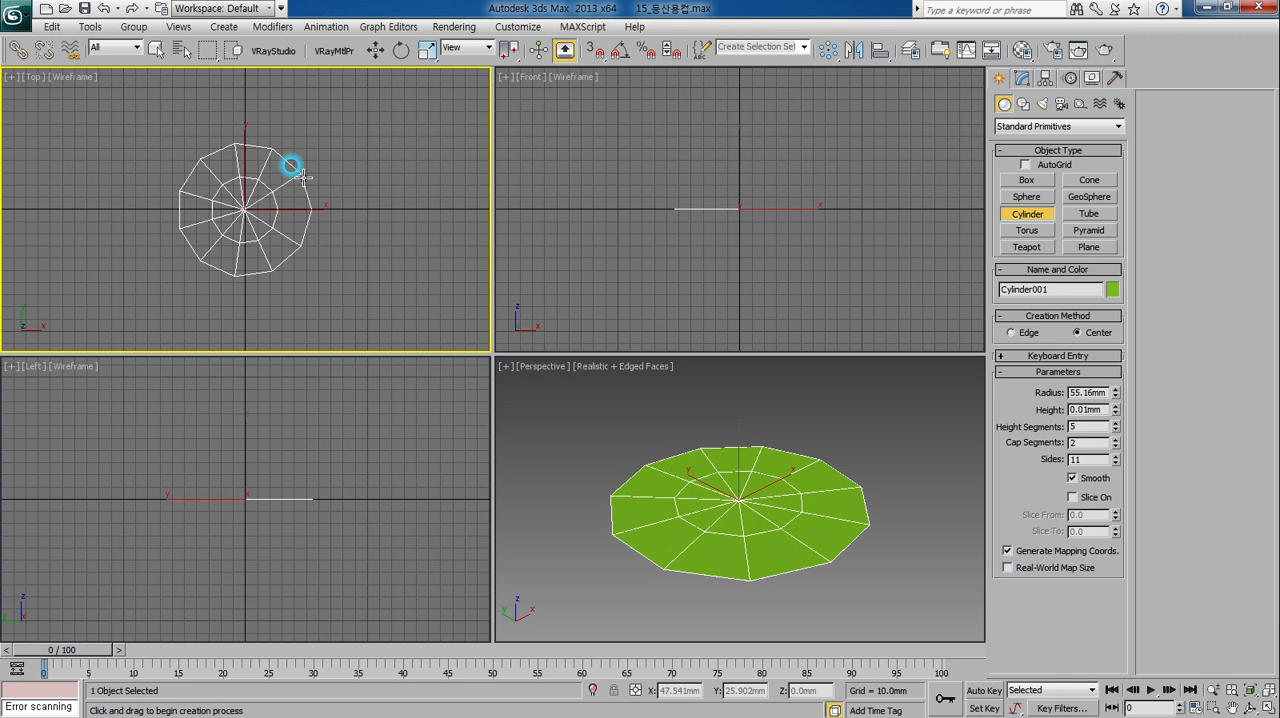 Workspace: Default
Autodesk 3ds Max 2013 x64
15_등산용컵.max
Type a keyword or phrase
Edit Tools Group Views Create Modifiers Animation Graph Editors Rendering Customize MAXScript Help
All
VRayStudio
VRayMtlPr
View
Create Selection Set
[+] [Top] [Wireframe]
[+] [Front] [Wireframe]
[+] [Left] [Wireframe]
[+] [Perspective] [Realistic + Edged Faces]
Standard Primitives
Object Type
AutoGrid
Box Cone
Sphere GeoSphere
Cylinder Tube
Torus Pyramid
Teapot Plane
Name and Color
Cylinder001
Creation Method
Edge Center
Keyboard Entry
Parameters
Radius: 55.16mm
Height: 0.01mm
Height Segments: 5
Cap Segments: 2
Sides: 11
Smooth
Slice On
Slice From: 0.0
Slice To: 0.0
Generate Mapping Coords.
Real-World Map Size
0 / 100
0 5 10 15 20 25 30 35 40 45 50 55 60 65 70 75 80 85 90 95 100
1 Object Selected
X: 47.541mm Y: 25.902mm Z: 0.0mm
Grid = 10.0mm
Auto Key
Selected
Error scanning
Click and drag to begin creation process
Add Time Tag
Set Key
Key Filters...
0